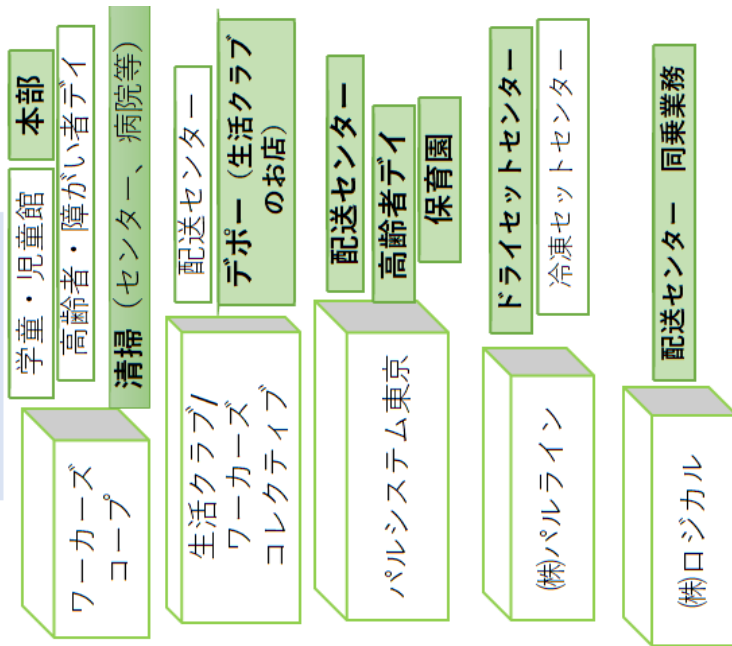 ワーカーズ
コープ
学童・児童館
本部
高齢者・障がい者デイ
清掃（センター、病院等）
生活クラブ/
ワーカーズ
コレクティブ
配送センター
デポー（生活クラブ
のお店）
パルシステム東京
配送センター
高齢者デイ
保育園
(株)パルライン
ドライセットセンター
冷凍セットセンター
(株)ロジカル
配送センター　同乗業務